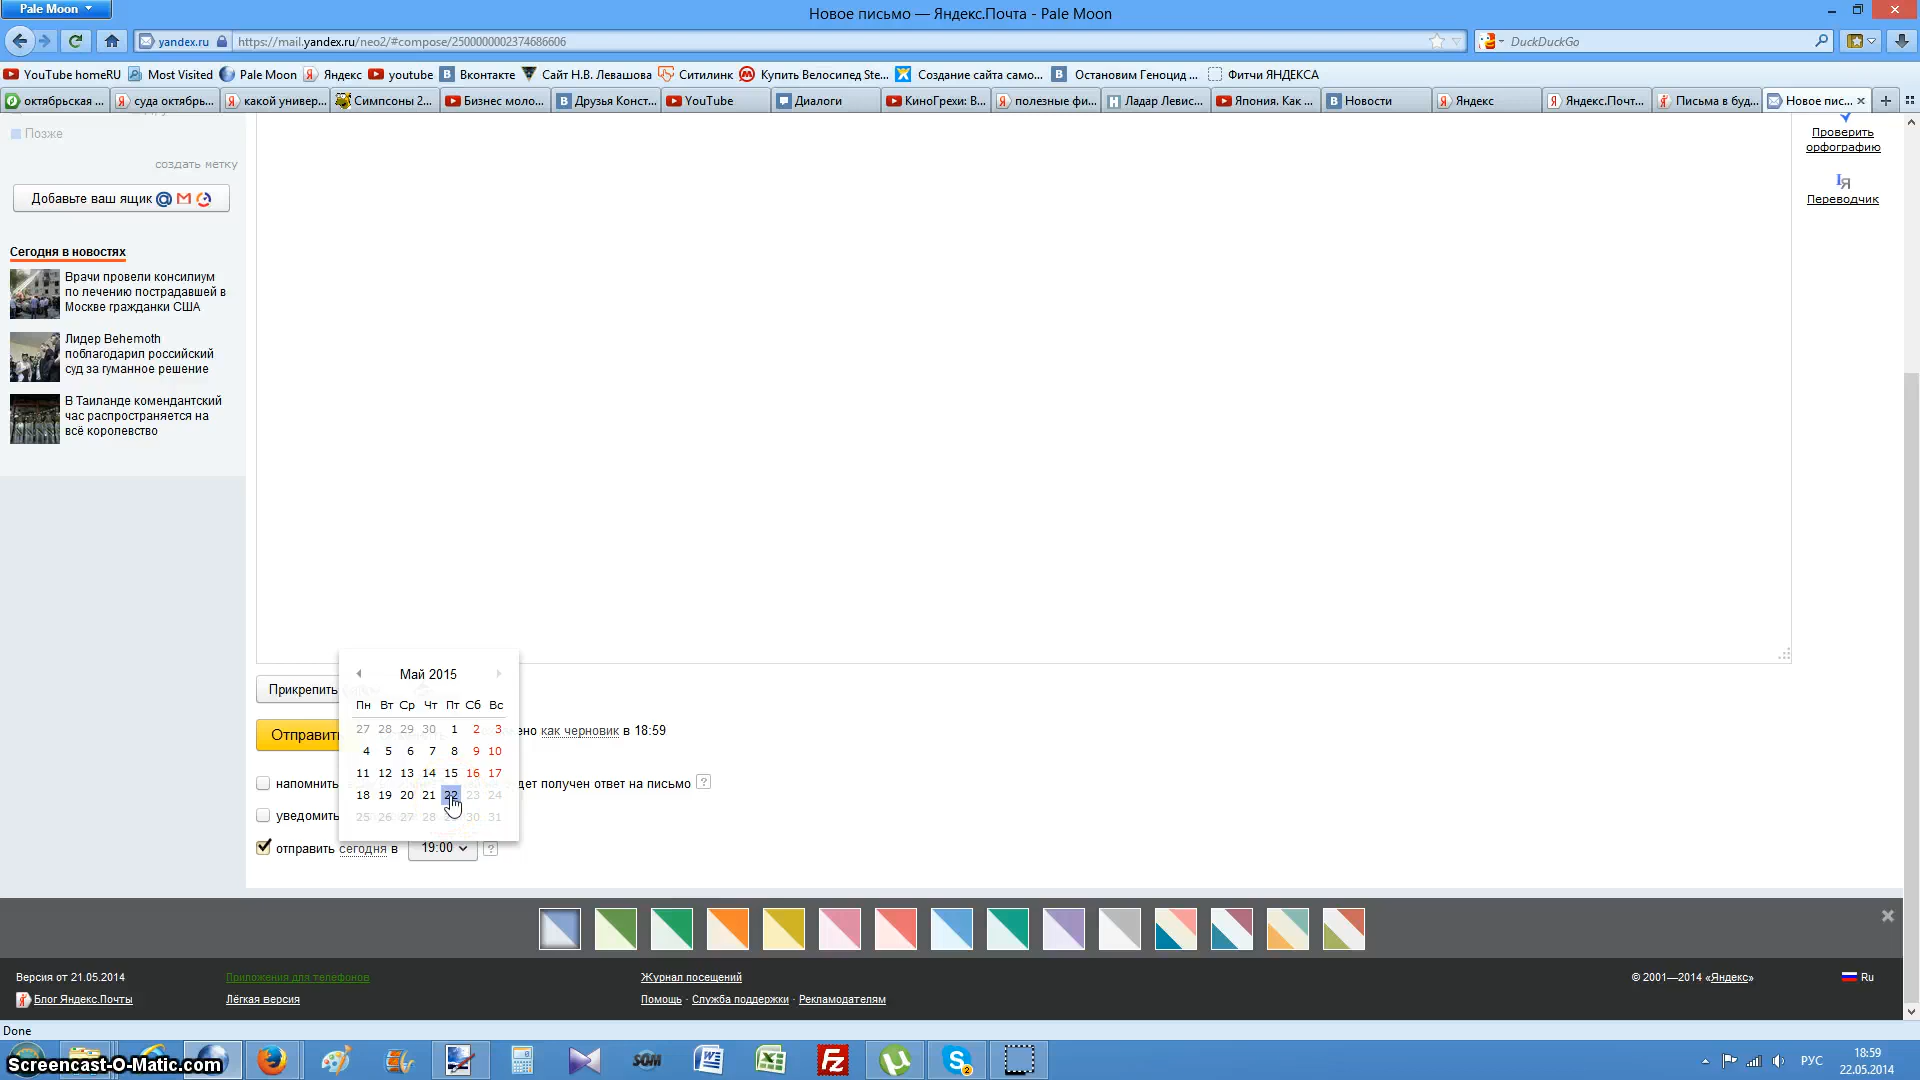 Pale Moon
Новое письмо — Яндекс.Почта - Pale Moon
yandex.ru
https://mail.yandex.ru/neo2/#compose/2500000002374686606
DuckDuckGo
YouTube homeRU
Most Visited
Pale Moon
Яндекс
youtube
Вконтакте
Сайт Н.В. Левашова
Ситилинк
Купить Велосипед Ste...
Создание сайта само...
Остановим Геноцид ...
Фитчи ЯНДЕКСА
октябрьская ...
суда октябрь...
какой универ...
Симпсоны 2...
Бизнес моло...
Друзья Конст...
YouTube
Диалоги
КиноГрехи: В...
полезные фи...
Ладар Левис...
Япония. Как ...
Новости
Яндекс
Яндекс.Почт...
Письма в буд...
Новое пис...
Позже
создать метку
Добавьте ваш ящик
Сегодня в новостях
Врачи провели консилиум
по лечению пострадавшей в
Москве гражданки США
Лидер Behemoth
поблагодарил российский
суд за гуманное решение
В Таиланде комендантский
час распространяется на
всё королевство
Проверить
орфографию
Переводчик
Прикрепить
Май 2015
Пн Вт Ср Чт Пт Сб Вс
27 28 29 30 1 2 3
4 5 6 7 8 9 10
11 12 13 14 15 16 17
18 19 20 21 22 23 24
25 26 27 28 29 30 31
Отправить
ено как черновик в 18:59
напомнить
дет получен ответ на письмо ?
уведомить
отправить сегодня в 19:00 ?
Версия от 21.05.2014
Блог Яндекс.Почты
Приложения для телефонов
Лёгкая версия
Журнал посещений
Помощь · Служба поддержки · Рекламодателям
© 2001—2014 «Яндекс»
Ru
Done
Screencast-O-Matic.com
SOM
РУС
18:59
22.05.2014